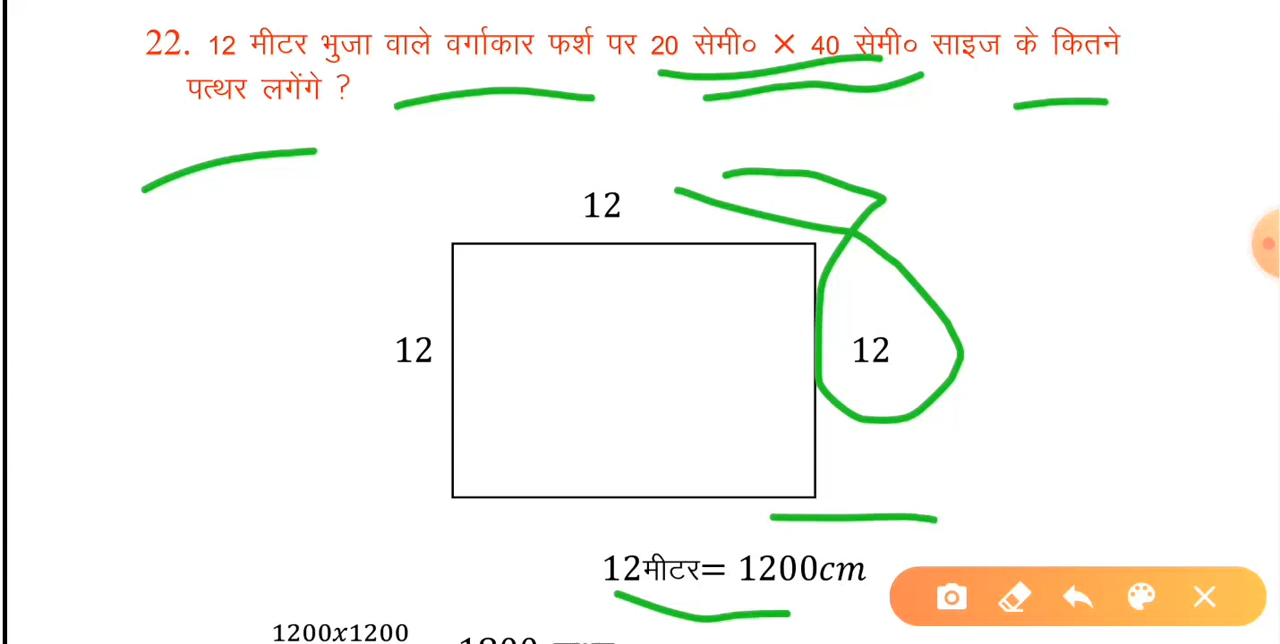 22. 12 मीटर भुजा वाले वर्गाकार फर्श पर 20 सेमी० × 40 सेमी० साइज के कितने
पत्थर लगेंगे ?
12
12
12
12मीटर= 1200cm
1200x1200